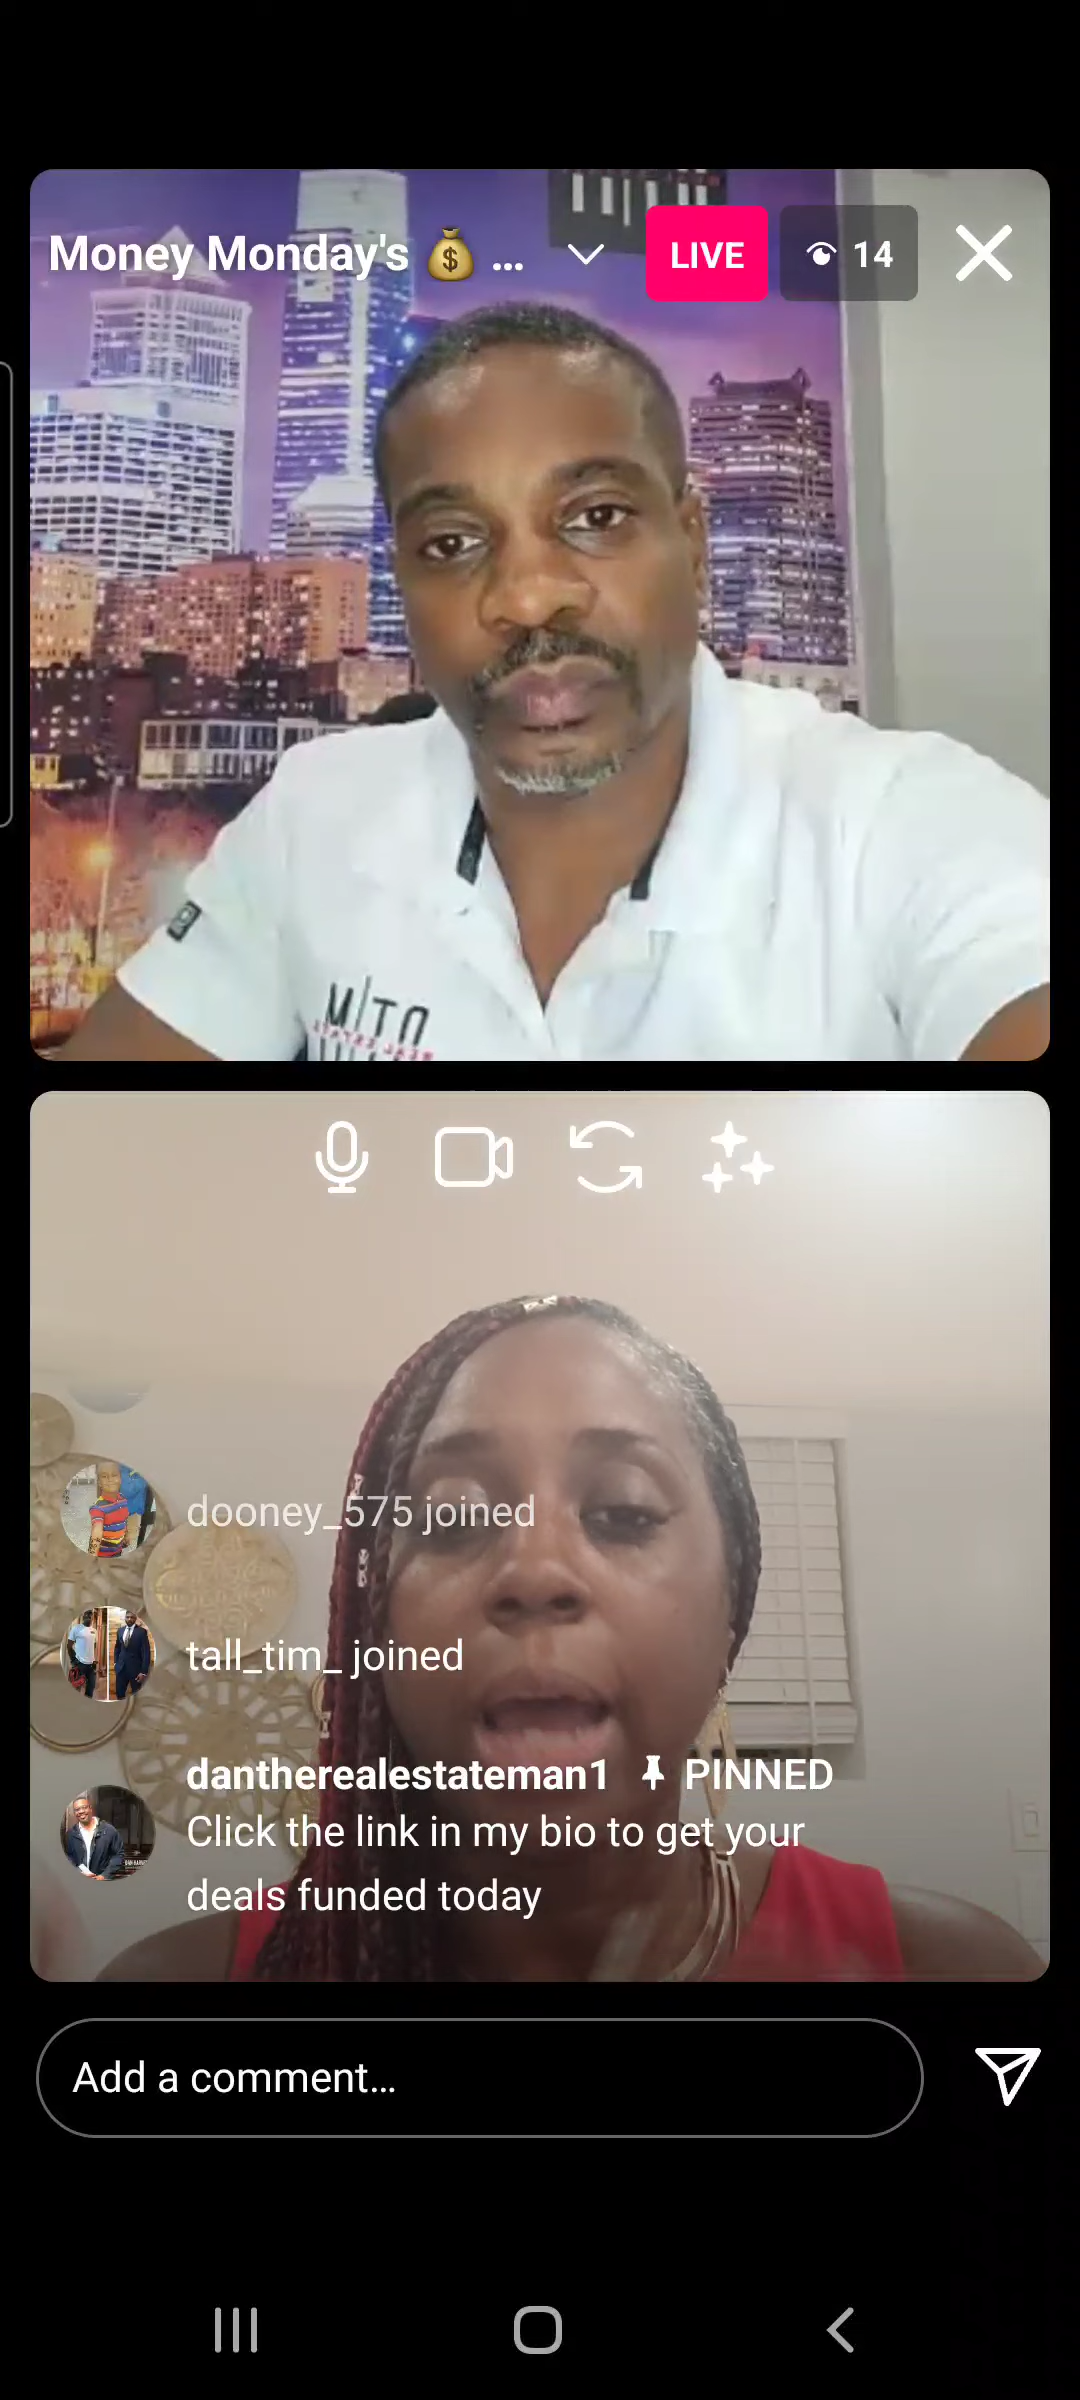 Money Monday's 💰 ...
LIVE
14
dooney_575 joined
tall_tim_ joined
dantherealestateman1 PINNED
Click the link in my bio to get your
deals funded today
Add a comment...